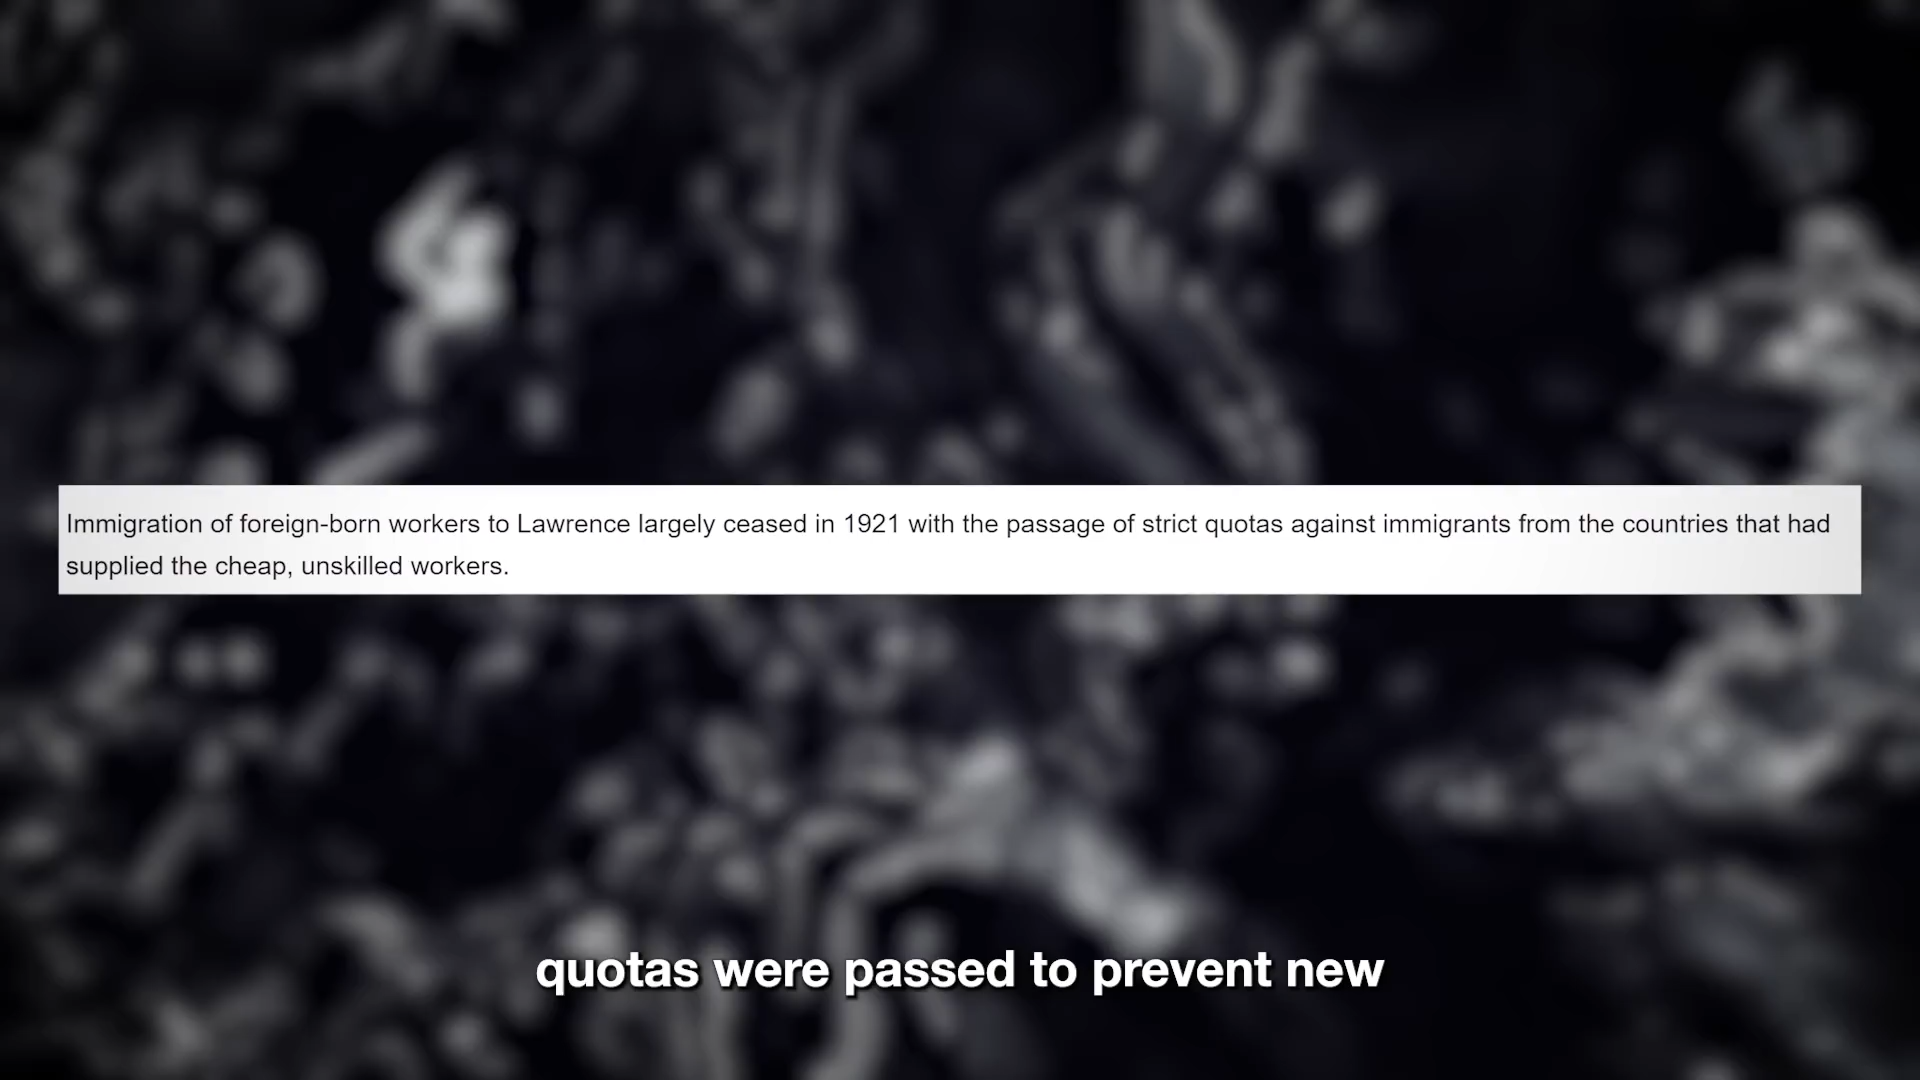 Immigration of foreign-born workers to Lawrence largely ceased in 1921 with the passage of strict quotas against immigrants from the countries that had
supplied the cheap, unskilled workers.
quotas were passed to prevent new